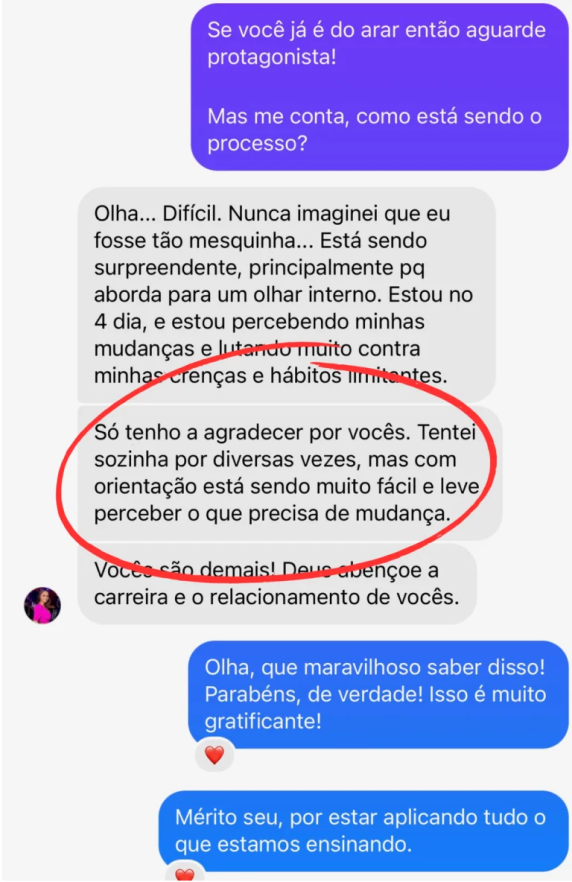 Se você já é do arar então aguarde
protagonista!
Mas me conta, como está sendo o
processo?
Olha... Difícil. Nunca imaginei que eu
fosse tão mesquinha... Está sendo
surpreendente, principalmente pq
aborda para um olhar interno. Estou no
4 dia, e estou percebendo minhas
mudanças e lutando muito contra
minhas crenças e hábitos limitantes.
Só tenho a agradecer por vocês. Tentei
sozinha por diversas vezes, mas com
orientação está sendo muito fácil e leve
perceber o que precisa de mudança.
Vocês são demais! Deus abençoe a
carreira e o relacionamento de vocês.
Olha, que maravilhoso saber disso!
Parabéns, de verdade! Isso é muito
gratificante!
Mérito seu, por estar aplicando tudo o
que estamos ensinando.